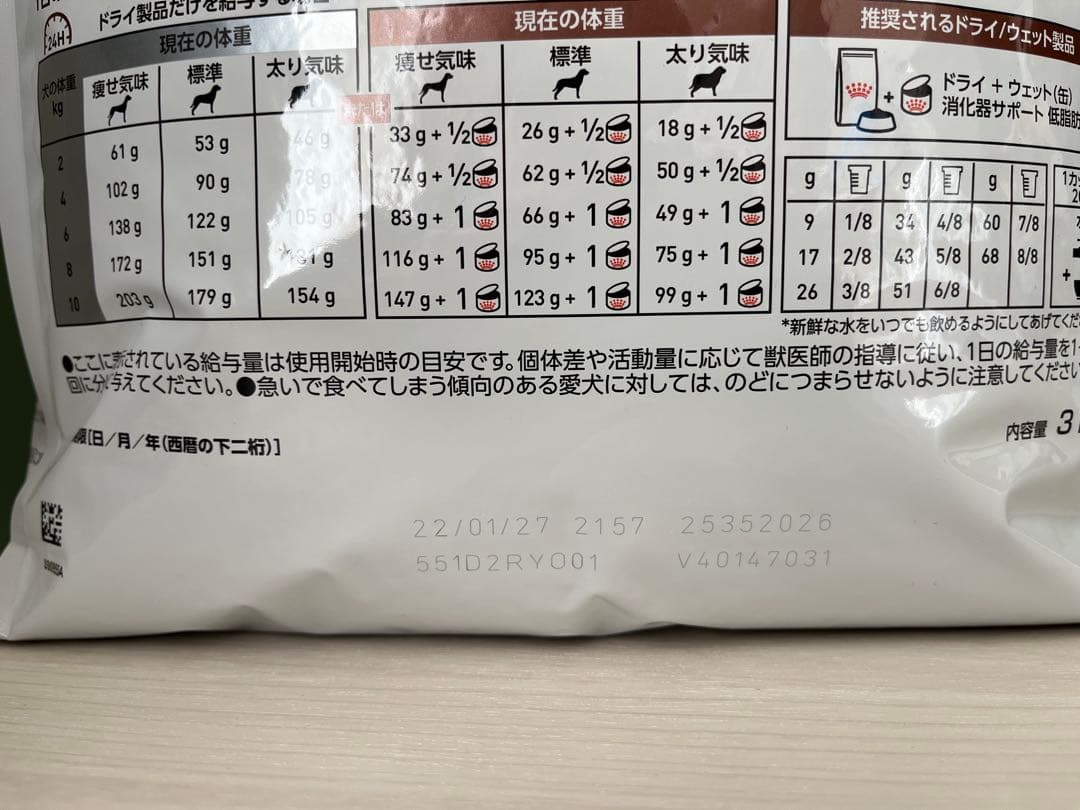 ドライ製品だけを給与する
24H
現在の体重
犬の体重 kg
痩せ気味 標準 太り気味
2 61 g 53 g 46 g
4 102 g 90 g 78 g
6 138 g 122 g 105 g
8 172 g 151 g 131 g
10 203 g 179 g 154 g
または
現在の体重
痩せ気味 標準 太り気味
33 g + ½ 26 g + ½ 18 g + ½
74 g + ½ 62 g + ½ 50 g + ½
83 g + 1 66 g + 1 49 g + 1
116 g + 1 95 g + 1 75 g + 1
147 g + 1 123 g + 1 99 g + 1
推奨されるドライ/ウェット製品
+
ドライ + ウェット(缶)
消化器サポート 低脂肪
g g g
9 1/8 34 4/8 60 7/8
17 2/8 43 5/8 68 8/8
26 3/8 51 6/8
+
*新鮮な水をいつでも飲めるようにしてあげてくだ
●ここに示されている給与量は使用開始時の目安です。個体差や活動量に応じて獣医師の指導に従い、1日の給与量を1
回に分け与えてください。●急いで食べてしまう傾向のある愛犬に対しては、のどにつまらせないように注意してください
[日/月/年(西暦の下二桁)]
内容量 3
22/01/27 2157 25352026
551D2RYO01 V40147031